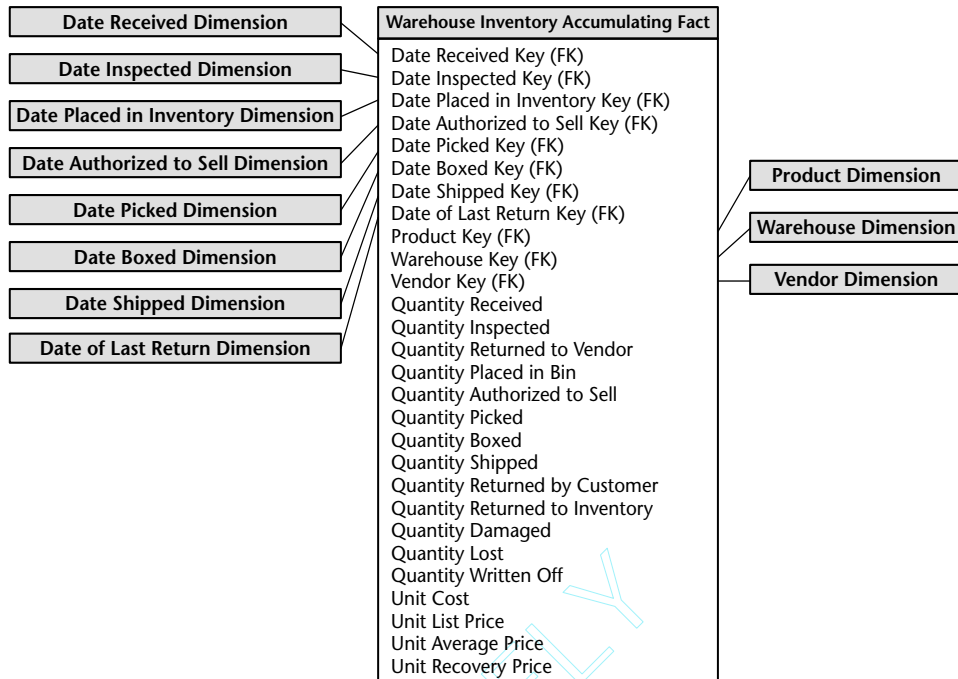 Date Received Dimension
Date Inspected Dimension
Date Placed in Inventory Dimension
Date Authorized to Sell Dimension
Date Picked Dimension
Date Boxed Dimension
Date Shipped Dimension
Date of Last Return Dimension
Warehouse Inventory Accumulating Fact
Date Received Key (FK)
Date Inspected Key (FK)
Date Placed in Inventory Key (FK)
Date Authorized to Sell Key (FK)
Date Picked Key (FK)
Date Boxed Key (FK)
Date Shipped Key (FK)
Date of Last Return Key (FK)
Product Key (FK)
Warehouse Key (FK)
Vendor Key (FK)
Quantity Received
Quantity Inspected
Quantity Returned to Vendor
Quantity Placed in Bin
Quantity Authorized to Sell
Quantity Picked
Quantity Boxed
Quantity Shipped
Quantity Returned by Customer
Quantity Returned to Inventory
Quantity Damaged
Quantity Lost
Quantity Written Off
Unit Cost
Unit List Price
Unit Average Price
Unit Recovery Price
Product Dimension
Warehouse Dimension
Vendor Dimension